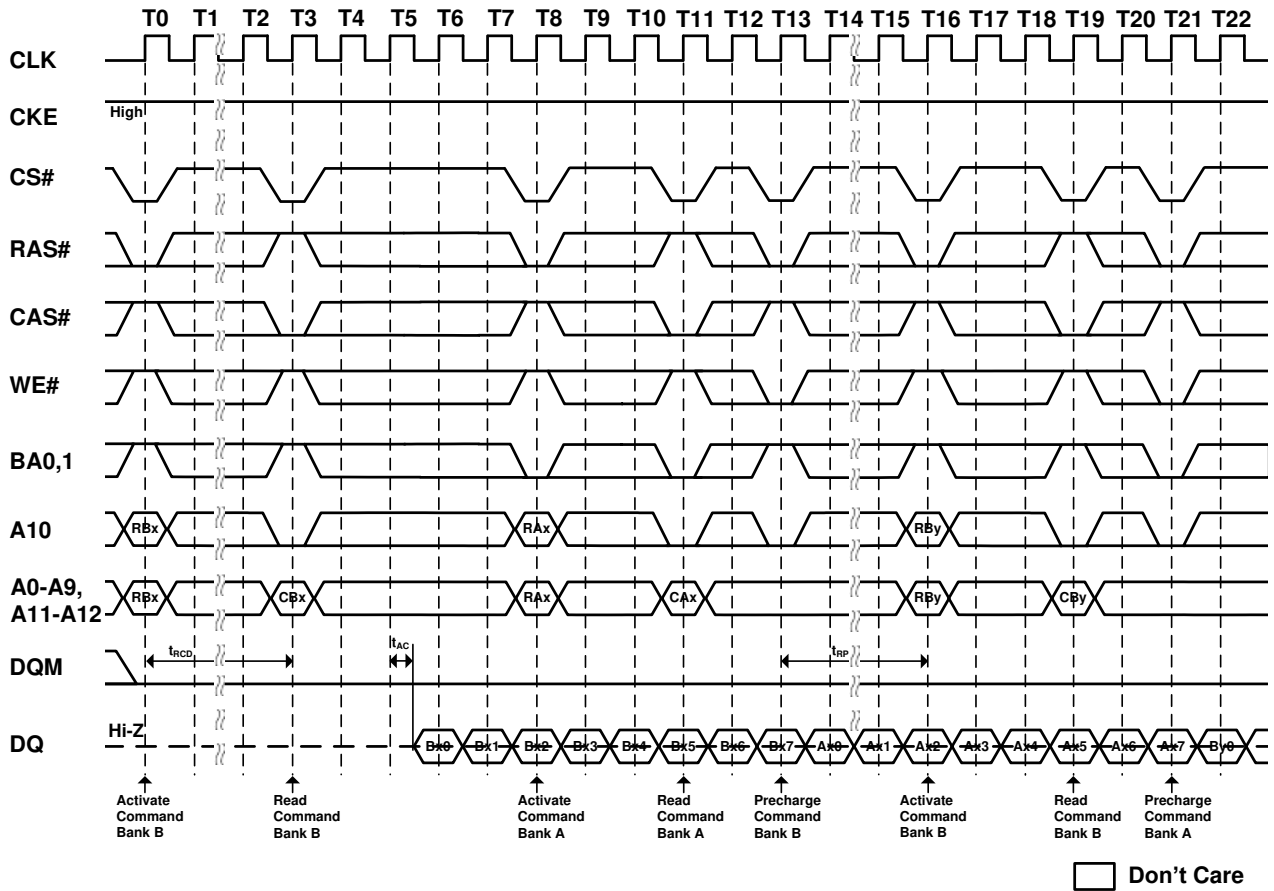 T0 T1 T2 T3 T4 T5 T6 T7 T8 T9 T10 T11 T12 T13 T14 T15 T16 T17 T18 T19 T20 T21 T22
CLK
CKE High
CS#
RAS#
CAS#
WE#
BA0,1
A10 RBx RAx RBy
A0-A9,
A11-A12 RBx CBx RAx CAx RBy CBy
DQM tRCD tAC tRP
DQ Hi-Z Bx0 Bx1 Bx2 Bx3 Bx4 Bx5 Bx6 Bx7 Ax0 Ax1 Ax2 Ax3 Ax4 Ax5 Ax6 Ax7 By0
Activate
Command
Bank B
Read
Command
Bank B
Activate
Command
Bank A
Read
Command
Bank A
Precharge
Command
Bank B
Activate
Command
Bank B
Read
Command
Bank B
Precharge
Command
Bank A
Don't Care